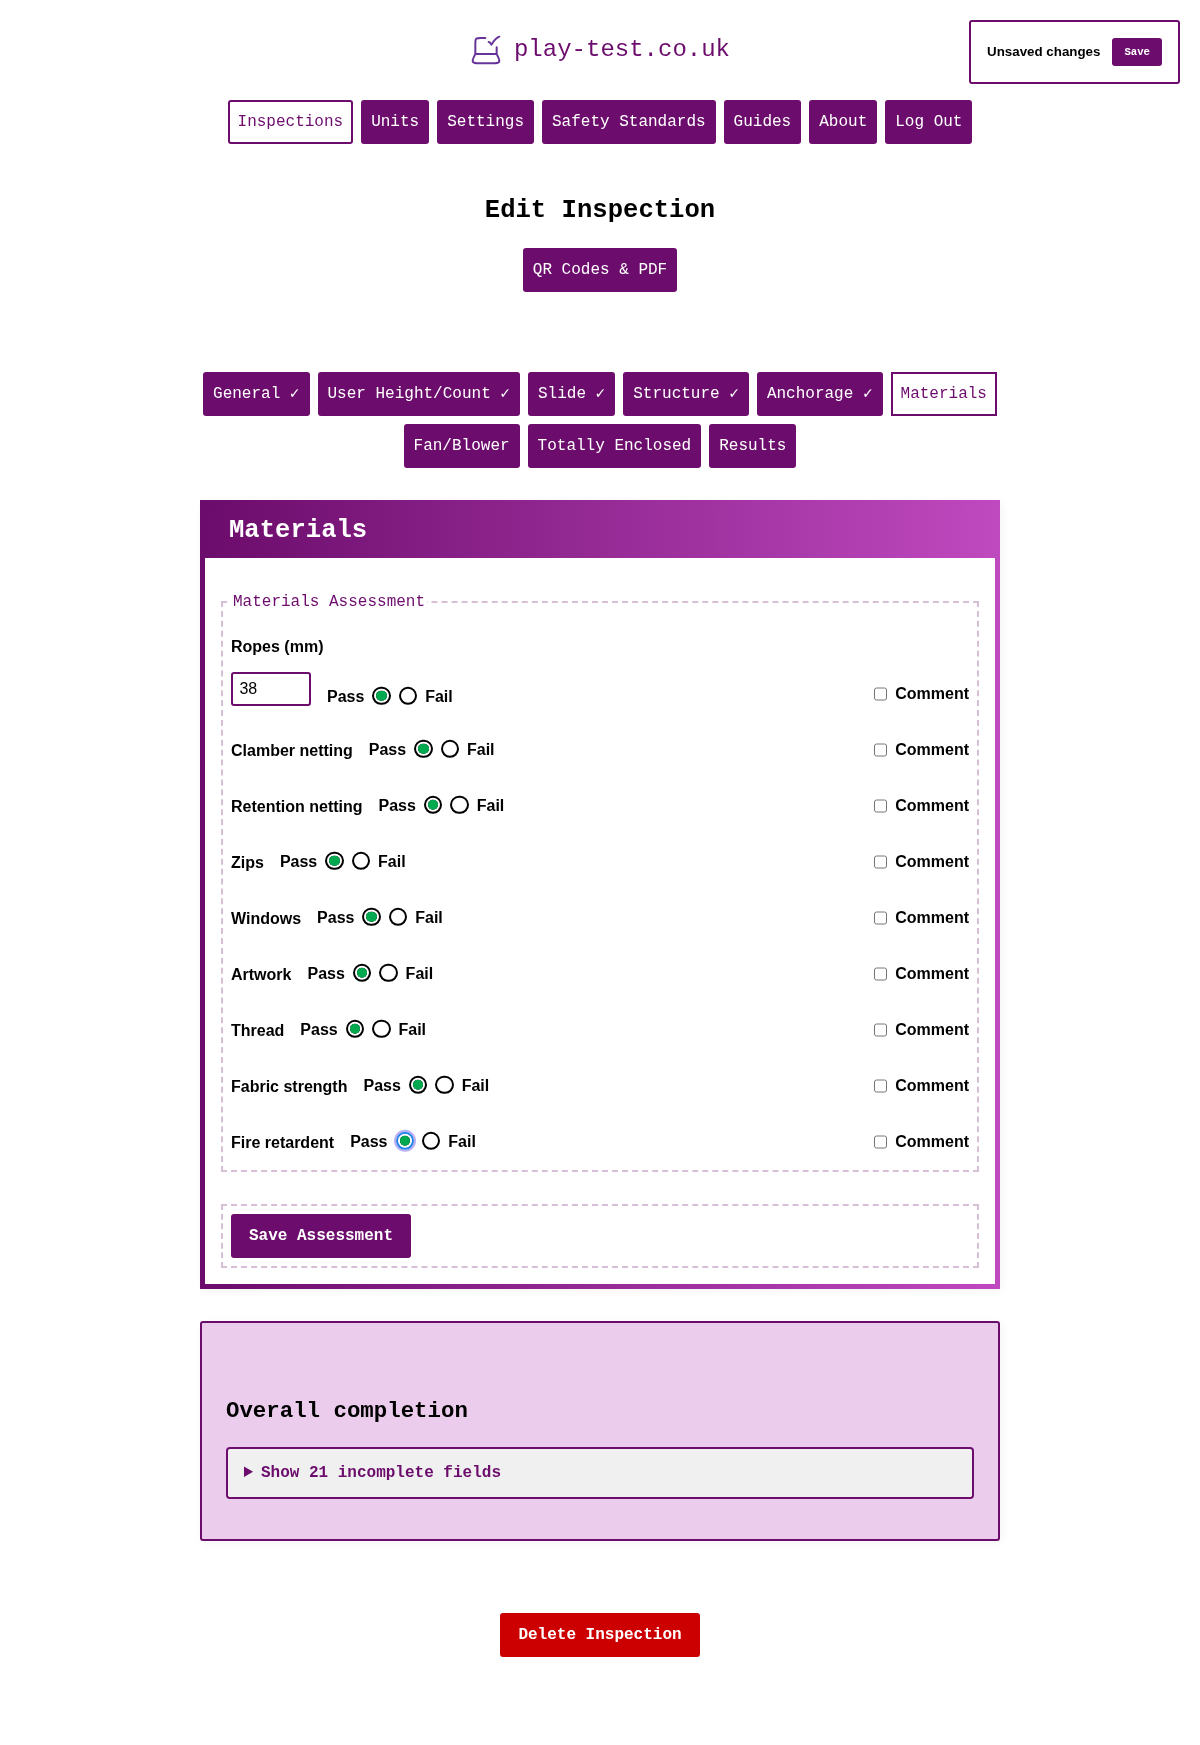 play-test.co.uk
Unsaved changes Save
Inspections Units Settings Safety Standards Guides About Log Out
Edit Inspection
QR Codes & PDF
General ✓ User Height/Count ✓ Slide ✓ Structure ✓ Anchorage ✓ Materials
Fan/Blower Totally Enclosed Results
Materials
Materials Assessment
Ropes (mm)
38 Pass Fail Comment
Clamber netting Pass Fail Comment
Retention netting Pass Fail Comment
Zips Pass Fail Comment
Windows Pass Fail Comment
Artwork Pass Fail Comment
Thread Pass Fail Comment
Fabric strength Pass Fail Comment
Fire retardent Pass Fail Comment
Save Assessment
Overall completion
Show 21 incomplete fields
Delete Inspection